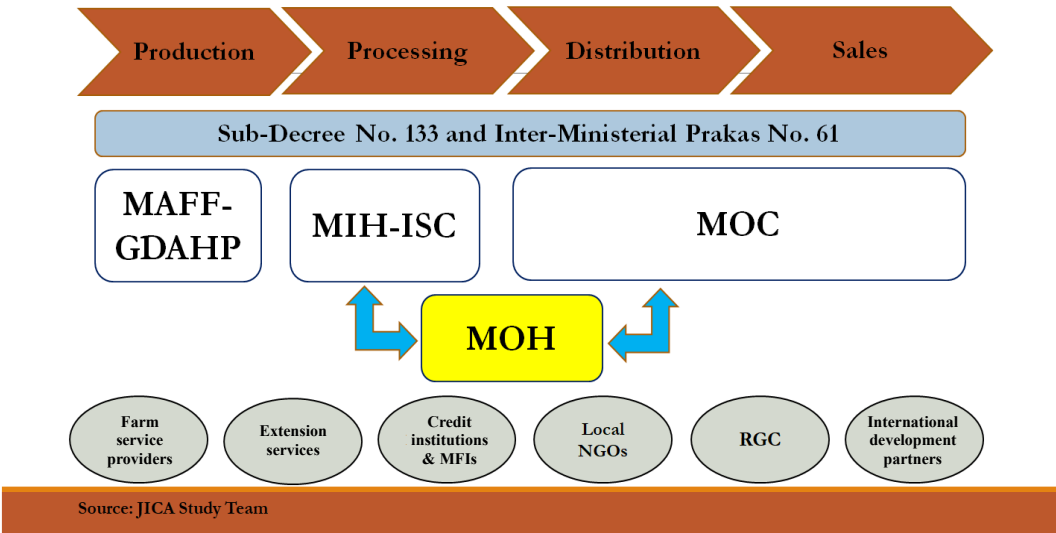 Production
Processing
Distribution
Sales
Sub-Decree No. 133 and Inter-Ministerial Prakas No. 61
MAFF-
GDAHP
MIH-ISC
MOC
MOH
Farm
service
providers
Extension
services
Credit
institutions
& MFIs
Local
NGOs
RGC
International
development
partners
Source: JICA Study Team